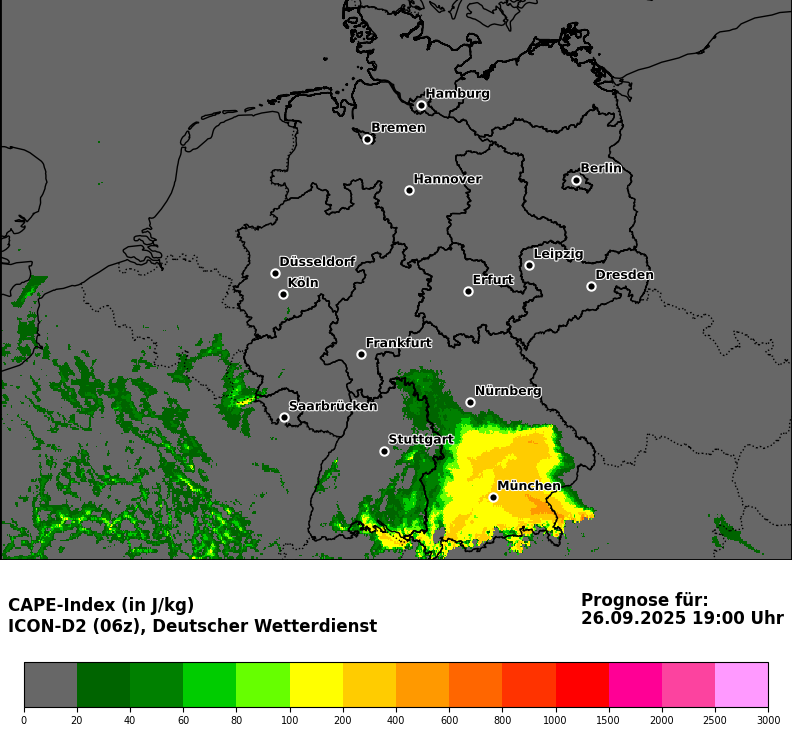 Hamburg
Bremen
Berlin
Hannover
Leipzig
Düsseldorf
Dresden
Köln
Erfurt
Frankfurt
Nürnberg
Saarbrücken
Stuttgart
München
CAPE-Index (in J/kg)
ICON-D2 (06z), Deutscher Wetterdienst
Prognose für:
26.09.2025 19:00 Uhr
0 20 40 60 80 100 200 400 600 800 1000 1500 2000 2500 3000